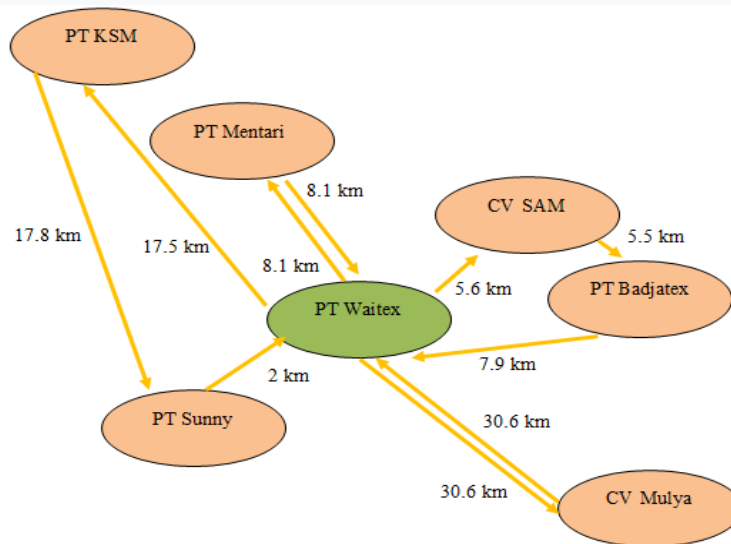 PT KSM
PT Mentari
8.1 km
CV SAM
5.5 km
17.8 km
17.5 km
8.1 km
5.6 km
PT Badjatex
PT Waitex
7.9 km
2 km
PT Sunny
30.6 km
30.6 km
CV Mulya